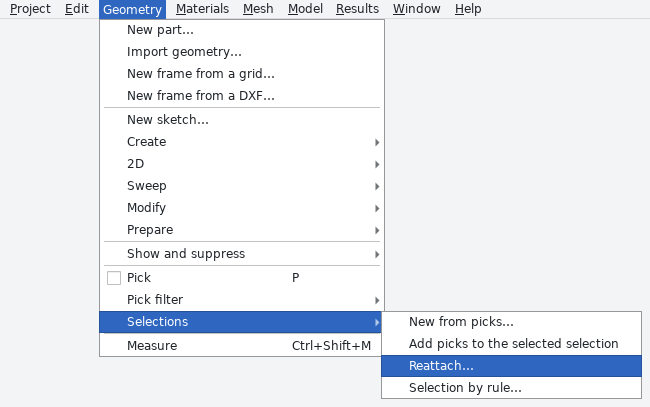 Project Edit Geometry Materials Mesh Model Results Window Help
New part...
Import geometry...
New frame from a grid...
New frame from a DXF...
New sketch...
Create
2D
Sweep
Modify
Prepare
Show and suppress
Pick P
Pick filter
Selections
Measure Ctrl+Shift+M
New from picks...
Add picks to the selected selection
Reattach...
Selection by rule...